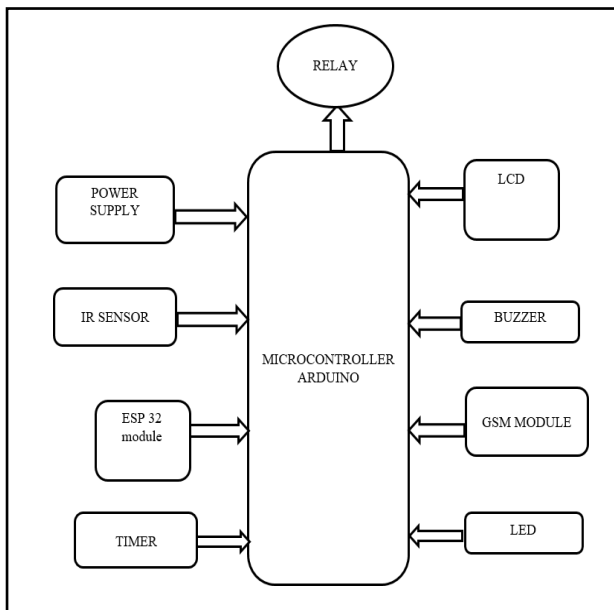 RELAY
POWER
SUPPLY
LCD
IR SENSOR
BUZZER
MICROCONTROLLER
ARDUINO
ESP 32
module
GSM MODULE
TIMER
LED